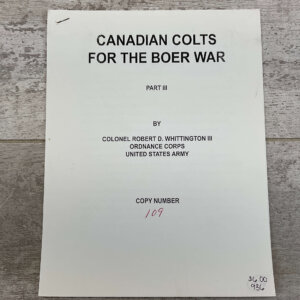 CANADIAN COLTS
FOR THE BOER WAR
PART III
BY
COLONEL ROBERT D. WHITTINGTON III
ORDNANCE CORPS
UNITED STATES ARMY
COPY NUMBER
109
936